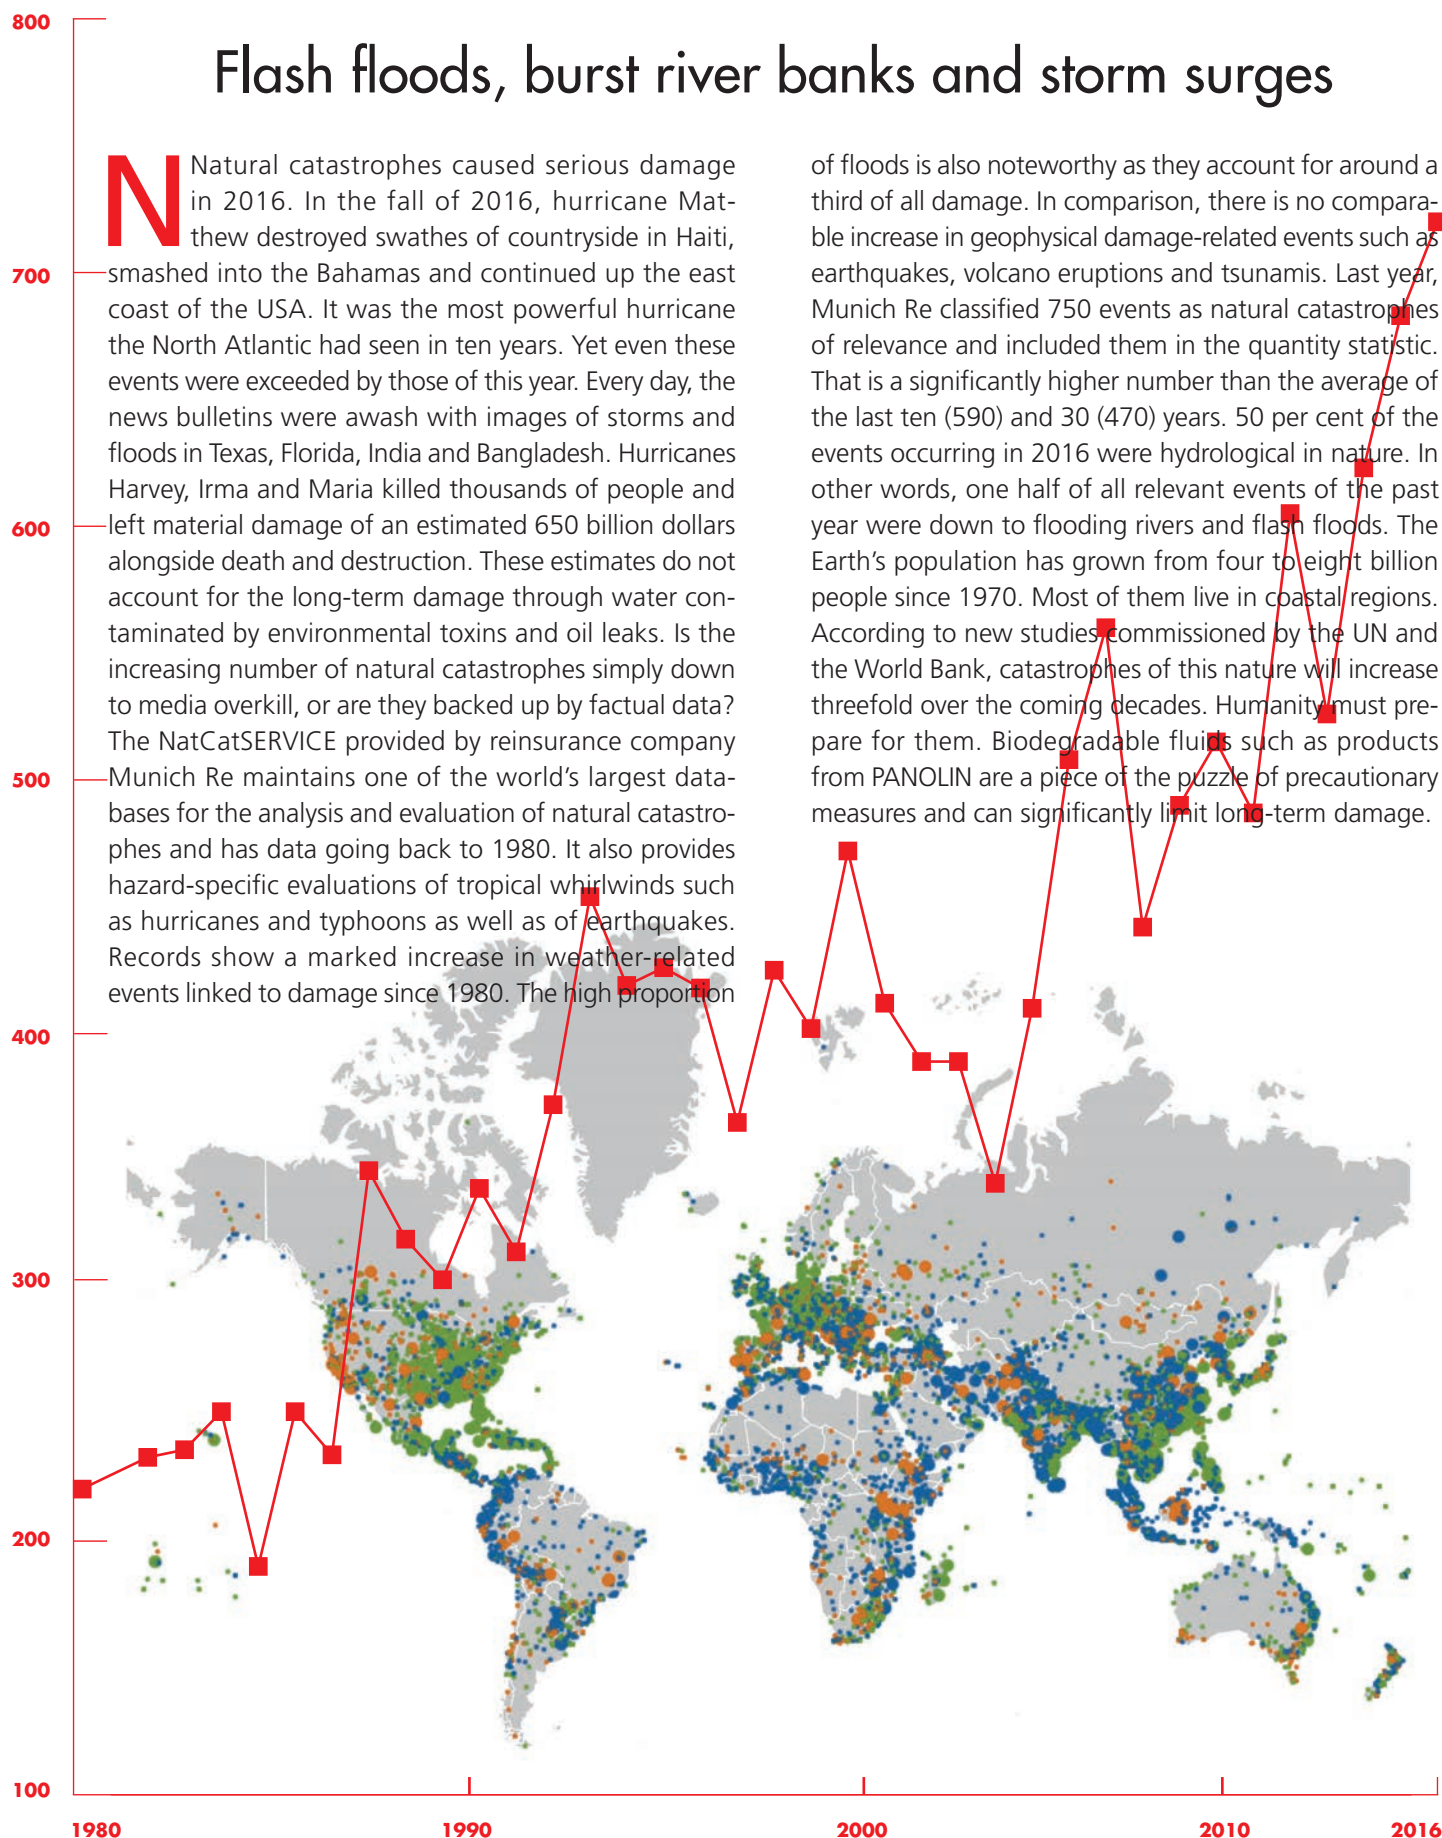 800
Flash floods, burst river banks and storm surges
N Natural catastrophes caused serious damage
in 2016. In the fall of 2016, hurricane Mat-
thew destroyed swathes of countryside in Haiti,
smashed into the Bahamas and continued up the east
coast of the USA. It was the most powerful hurricane
the North Atlantic had seen in ten years. Yet even these
events were exceeded by those of this year. Every day, the
news bulletins were awash with images of storms and
floods in Texas, Florida, India and Bangladesh. Hurricanes
Harvey, Irma and Maria killed thousands of people and
left material damage of an estimated 650 billion dollars
alongside death and destruction. These estimates do not
account for the long-term damage through water con-
taminated by environmental toxins and oil leaks. Is the
increasing number of natural catastrophes simply down
to media overkill, or are they backed up by factual data?
The NatCatSERVICE provided by reinsurance company
Munich Re maintains one of the world's largest data-
bases for the analysis and evaluation of natural catastro-
phes and has data going back to 1980. It also provides
hazard-specific evaluations of tropical whirlwinds such
as hurricanes and typhoons as well as of earthquakes.
Records show a marked increase in weather-related
events linked to damage since 1980. The high proportion
of floods is also noteworthy as they account for around a
third of all damage. In comparison, there is no compara-
ble increase in geophysical damage-related events such as
earthquakes, volcano eruptions and tsunamis. Last year,
Munich Re classified 750 events as natural catastrophes
of relevance and included them in the quantity statistic.
That is a significantly higher number than the average of
the last ten (590) and 30 (470) years. 50 per cent of the
events occurring in 2016 were hydrological in nature. In
other words, one half of all relevant events of the past
year were down to flooding rivers and flash floods. The
Earth's population has grown from four to eight billion
people since 1970. Most of them live in coastal regions.
According to new studies commissioned by the UN and
the World Bank, catastrophes of this nature will increase
threefold over the coming decades. Humanity must pre-
pare for them. Biodegradable fluids such as products
from PANOLIN are a piece of the puzzle of precautionary
measures and can significantly limit long-term damage.
700
600
500
400
300
200
100
1980
1990
2000
2010
2016